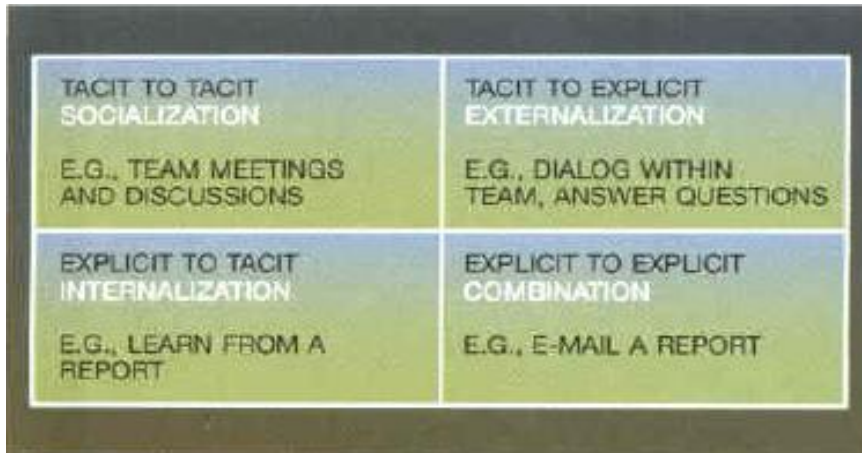 TACIT TO TACIT
SOCIALIZATION
E.G., TEAM MEETINGS
AND DISCUSSIONS
TACIT TO EXPLICIT
EXTERNALIZATION
E.G., DIALOG WITHIN
TEAM, ANSWER QUESTIONS
EXPLICIT TO TACIT
INTERNALIZATION
E.G., LEARN FROM A
REPORT
EXPLICIT TO EXPLICIT
COMBINATION
E.G., E-MAIL A REPORT